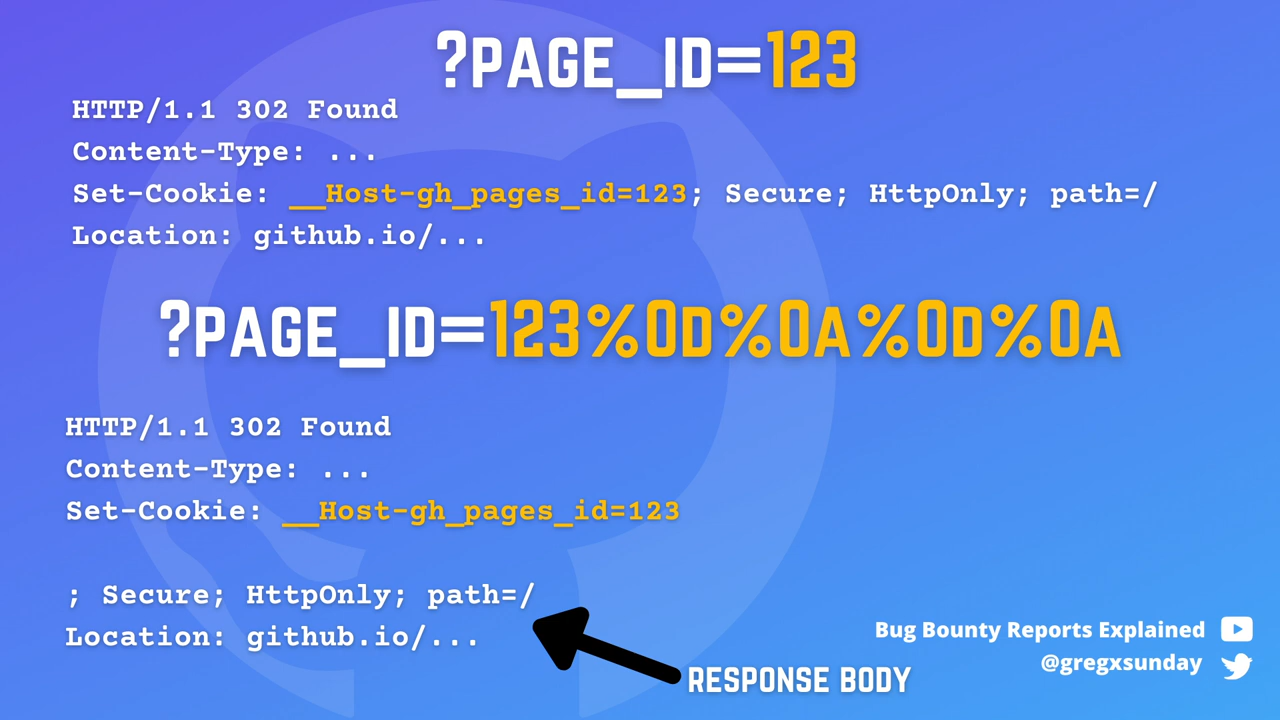 ?PAGE_ID=123
HTTP/1.1 302 Found
Content-Type: ...
Set-Cookie: __Host-gh_pages_id=123; Secure; HttpOnly; path=/
Location: github.io/...
?PAGE_ID=123%0D%0A%0D%0A
HTTP/1.1 302 Found
Content-Type: ...
Set-Cookie: __Host-gh_pages_id=123
; Secure; HttpOnly; path=/
Location: github.io/...
RESPONSE BODY
Bug Bounty Reports Explained
@gregxsunday